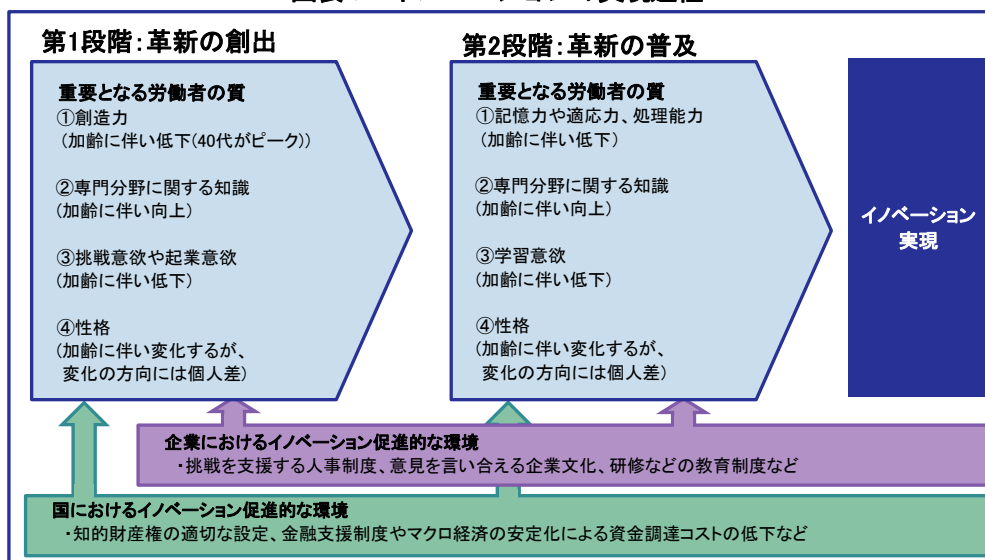 第1段階：革新の創出
重要となる労働者の質
①創造力
(加齢に伴い低下(40代がピーク))
②専門分野に関する知識
(加齢に伴い向上)
③挑戦意欲や起業意欲
(加齢に伴い低下)
④性格
(加齢に伴い変化するが、
変化の方向には個人差)
第2段階：革新の普及
重要となる労働者の質
①記憶力や適応力、処理能力
(加齢に伴い低下)
②専門分野に関する知識
(加齢に伴い向上)
③学習意欲
(加齢に伴い低下)
④性格
(加齢に伴い変化するが、
変化の方向には個人差)
イノベーション
実現
企業におけるイノベーション促進的な環境
・挑戦を支援する人事制度、意見を言い合える企業文化、研修などの教育制度など
国におけるイノベーション促進的な環境
・知的財産権の適切な設定、金融支援制度やマクロ経済の安定化による資金調達コストの低下など